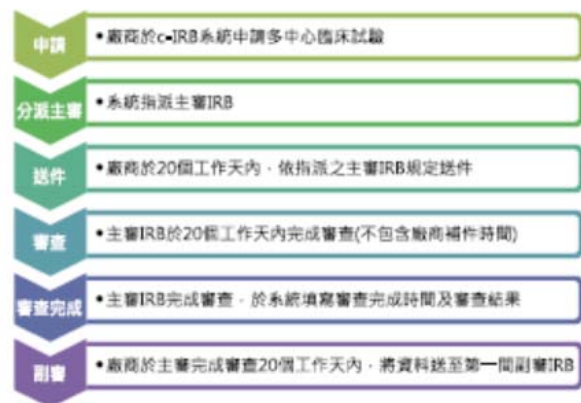 申請
•廠商於c-IRB系統申請多中心臨床試驗
分派主審
•系統指派主審IRB
送件
•廠商於20個工作天內，依指派之主審IRB規定送件
審查
•主審IRB於20個工作天內完成審查(不包含廠商補件時間)
審查完成
•主審IRB完成審查，於系統填寫審查完成時間及審查結果
副審
•廠商於主審完成審查20個工作天內，將資料送至第一間副審IRB